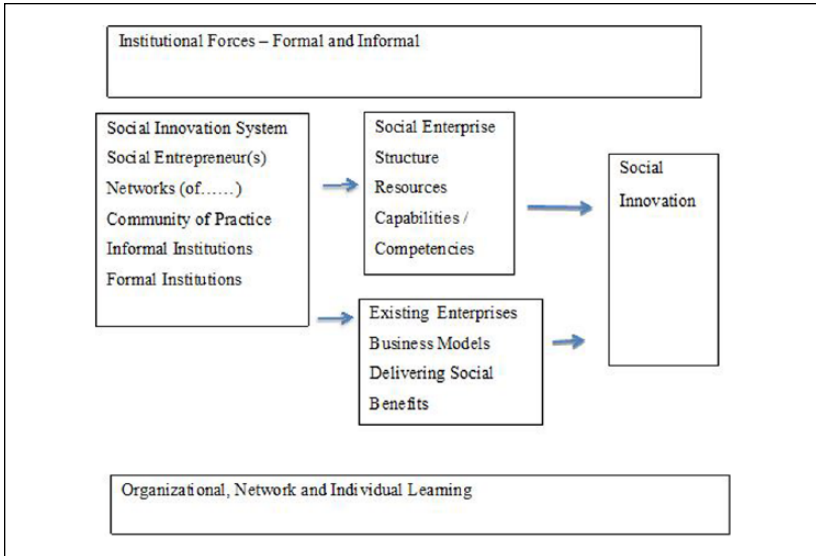 Institutional Forces – Formal and Informal
Social Innovation System
Social Entrepreneur(s)
Networks (of……)
Community of Practice
Informal Institutions
Formal Institutions
Social Enterprise
Structure
Resources
Capabilities /
Competencies
Existing Enterprises
Business Models
Delivering Social
Benefits
Social
Innovation
Organizational, Network and Individual Learning